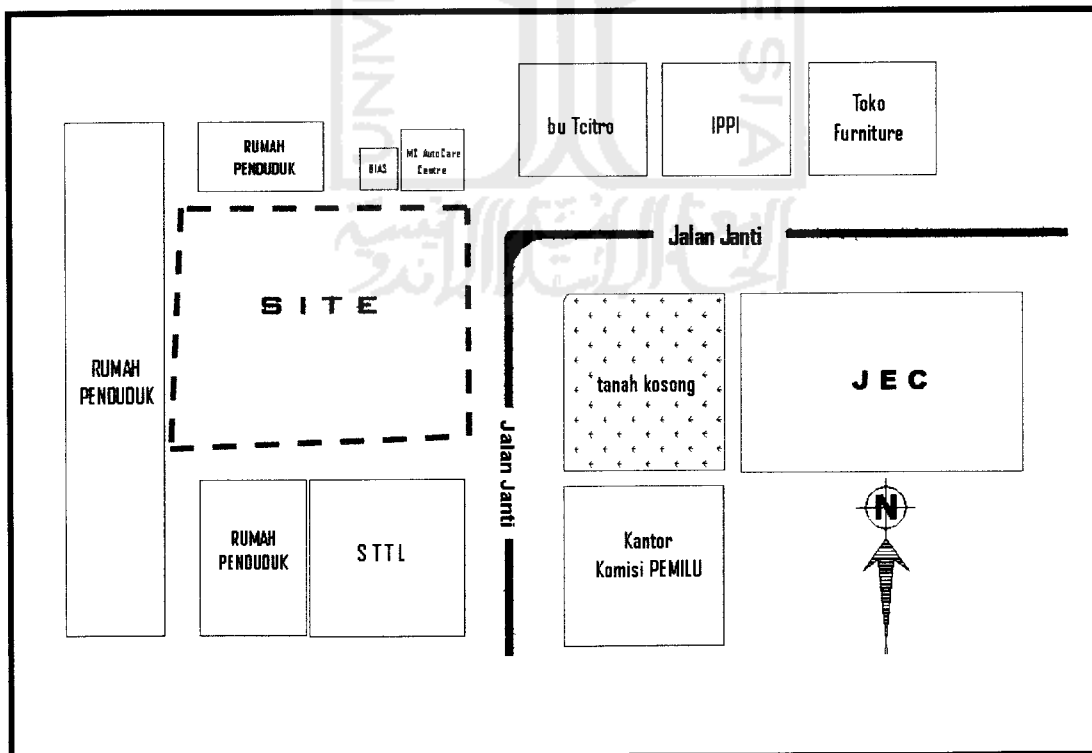 bu Tcitro
IPPI
Toko
Furniture
RUMAH
PENDUDUK
BIAS
MZ AutoCare
Centre
Jalan Janti
SITE
RUMAH
PENDUDUK
tanah kosong
JEC
Jalan Janti
RUMAH
PENDUDUK
STTL
Kantor
Komisi PEMILU
N